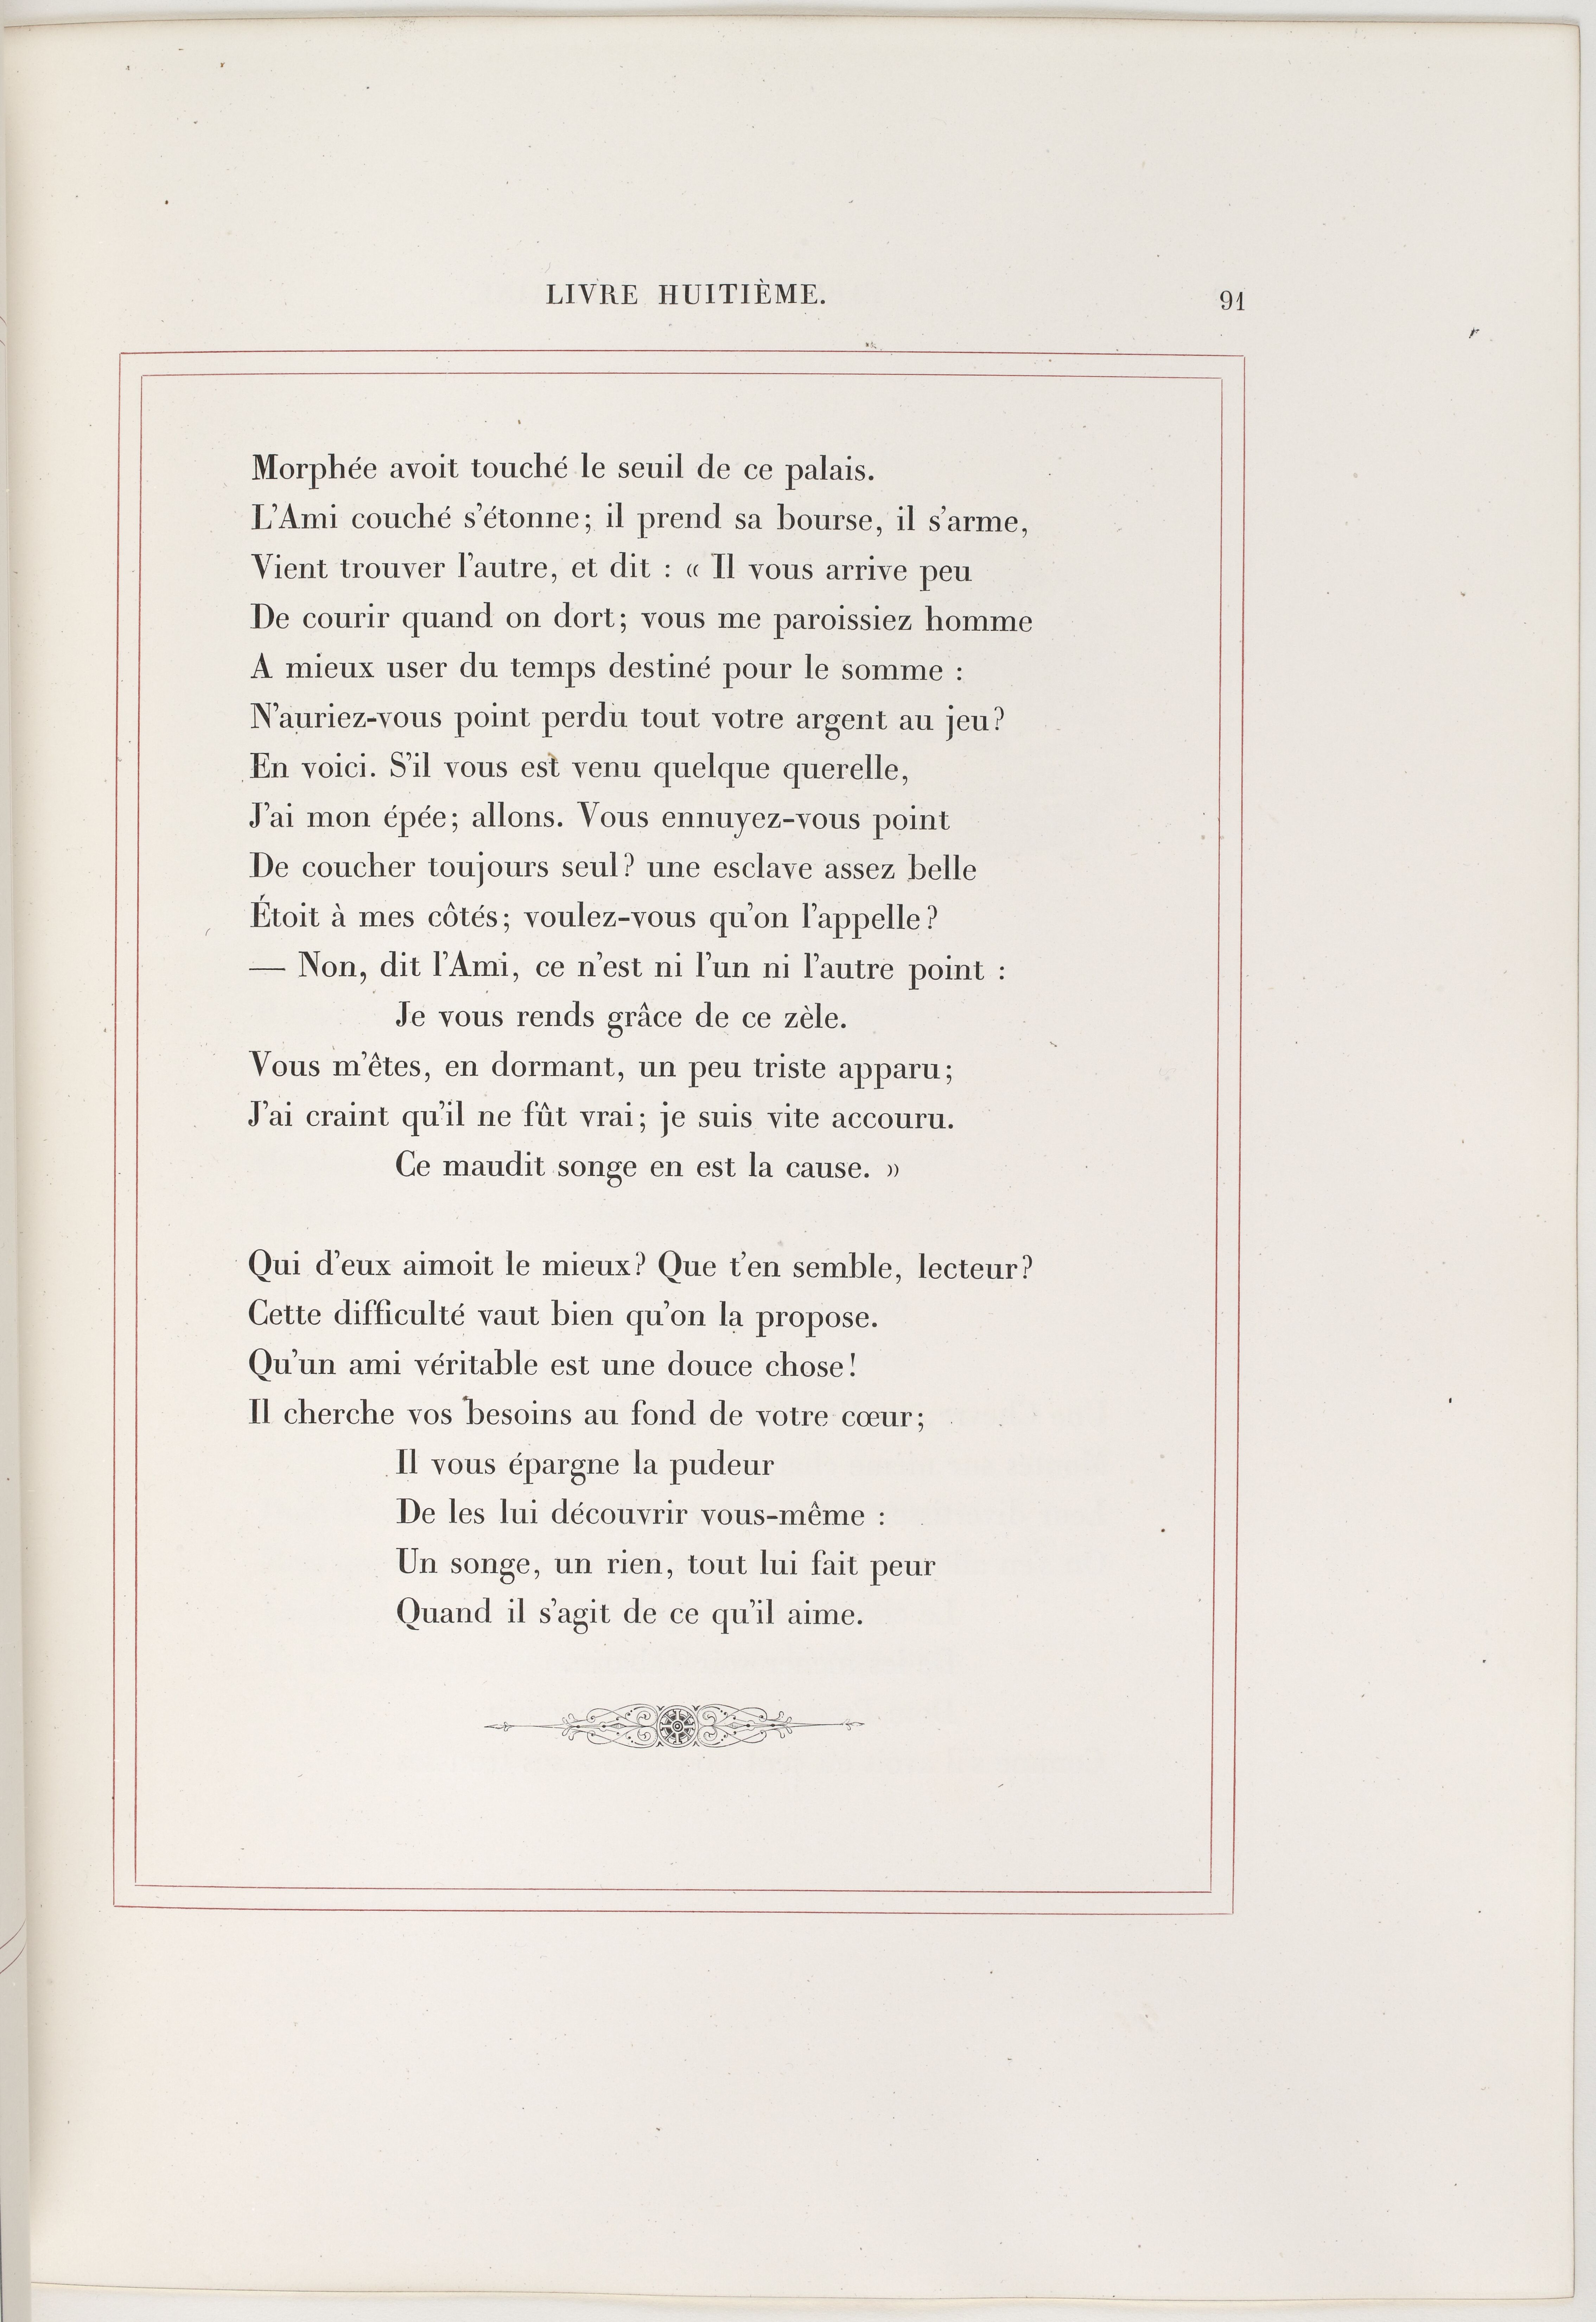 LIVRE HUITIÈME.
91
Morphée avoit touché le seuil de ce palais.
L'Ami couché s'étonne; il prend sa bourse, il s'arme,
Vient trouver l'autre, et dit : « Il vous arrive peu
De courir quand on dort; vous me paroissiez homme
A mieux user du temps destiné pour le somme :
N'auriez-vous point perdu tout votre argent au jeu?
En voici. S'il vous est venu quelque querelle,
J'ai mon épée; allons. Vous ennuyez-vous point
De coucher toujours seul? une esclave assez belle
Étoit à mes côtés; voulez-vous qu'on l'appelle?
— Non, dit l'Ami, ce n'est ni l'un ni l'autre point :
Je vous rends grâce de ce zèle.
Vous m'êtes, en dormant, un peu triste apparu;
J'ai craint qu'il ne fût vrai; je suis vite accouru.
Ce maudit songe en est la cause. »
Qui d'eux aimoit le mieux? Que t'en semble, lecteur?
Cette difficulté vaut bien qu'on la propose.
Qu'un ami véritable est une douce chose!
Il cherche vos besoins au fond de votre cœur;
Il vous épargne la pudeur
De les lui découvrir vous-même :
Un songe, un rien, tout lui fait peur
Quand il s'agit de ce qu'il aime.